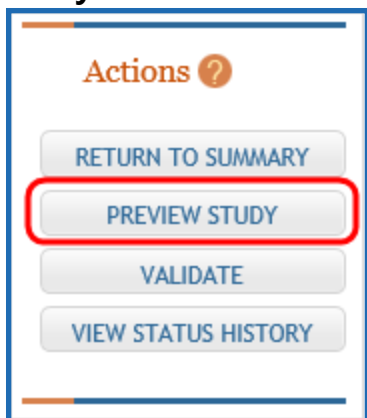 Actions ?
RETURN TO SUMMARY
PREVIEW STUDY
VALIDATE
VIEW STATUS HISTORY